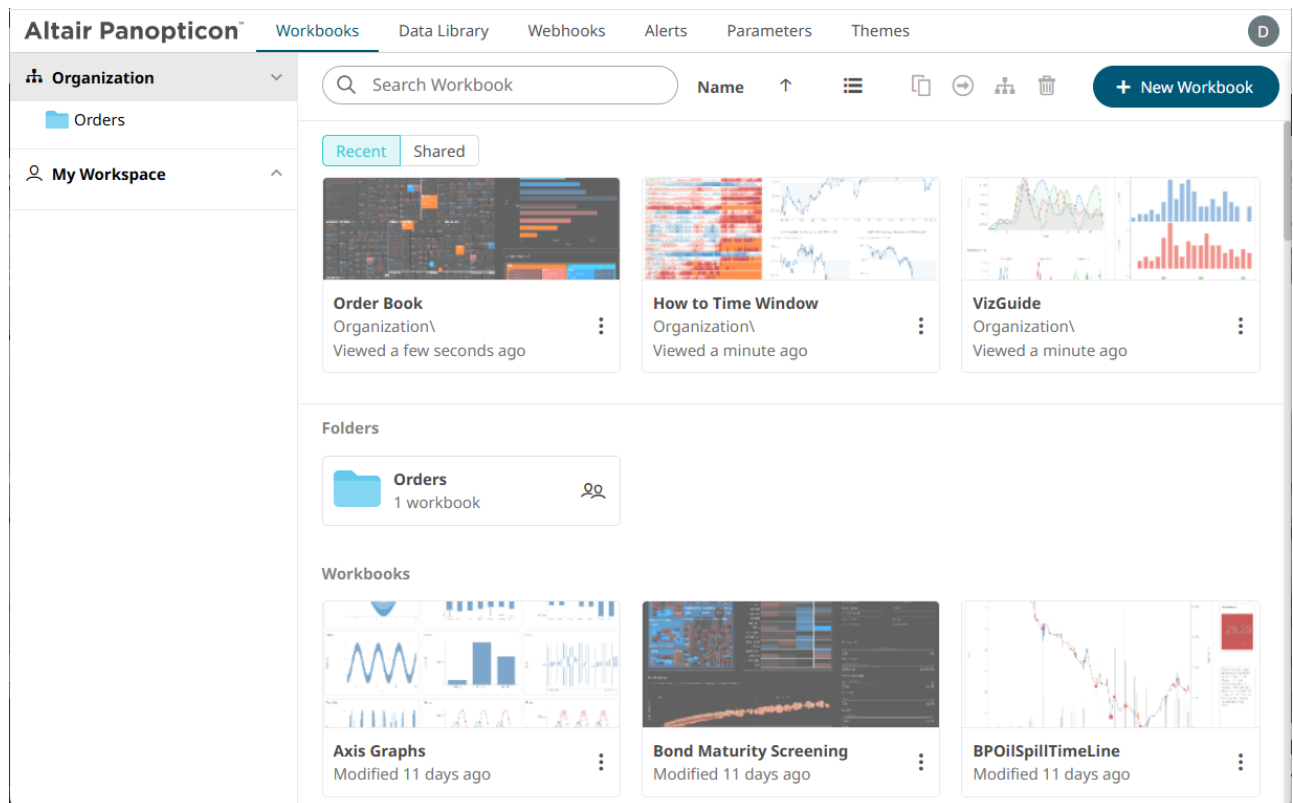 Altair Panopticon™
Workbooks
Data Library
Webhooks
Alerts
Parameters
Themes
D
Organization
Orders
My Workspace
Search Workbook
Name
+ New Workbook
Recent
Shared
Order Book
Organization\
Viewed a few seconds ago
How to Time Window
Organization\
Viewed a minute ago
VizGuide
Organization\
Viewed a minute ago
Folders
Orders
1 workbook
Workbooks
29.20
Axis Graphs
Modified 11 days ago
Bond Maturity Screening
Modified 11 days ago
BPOilSpillTimeLine
Modified 11 days ago